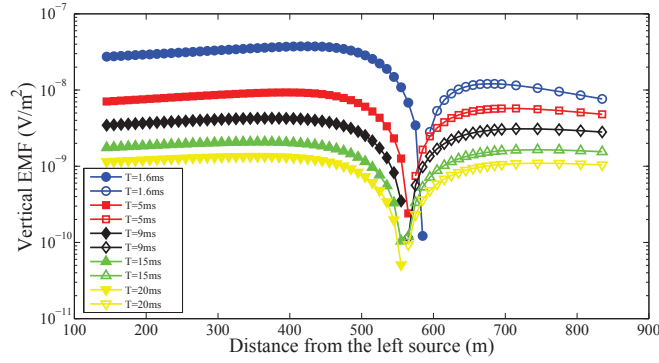 10⁻⁷
10⁻⁸
10⁻⁹
10⁻¹⁰
10⁻¹¹
Vertical EMF (V/m²)
T=1.6ms
T=1.6ms
T=5ms
T=5ms
T=9ms
T=9ms
T=15ms
T=15ms
T=20ms
T=20ms
100 200 300 400 500 600 700 800 900
Distance from the left source (m)